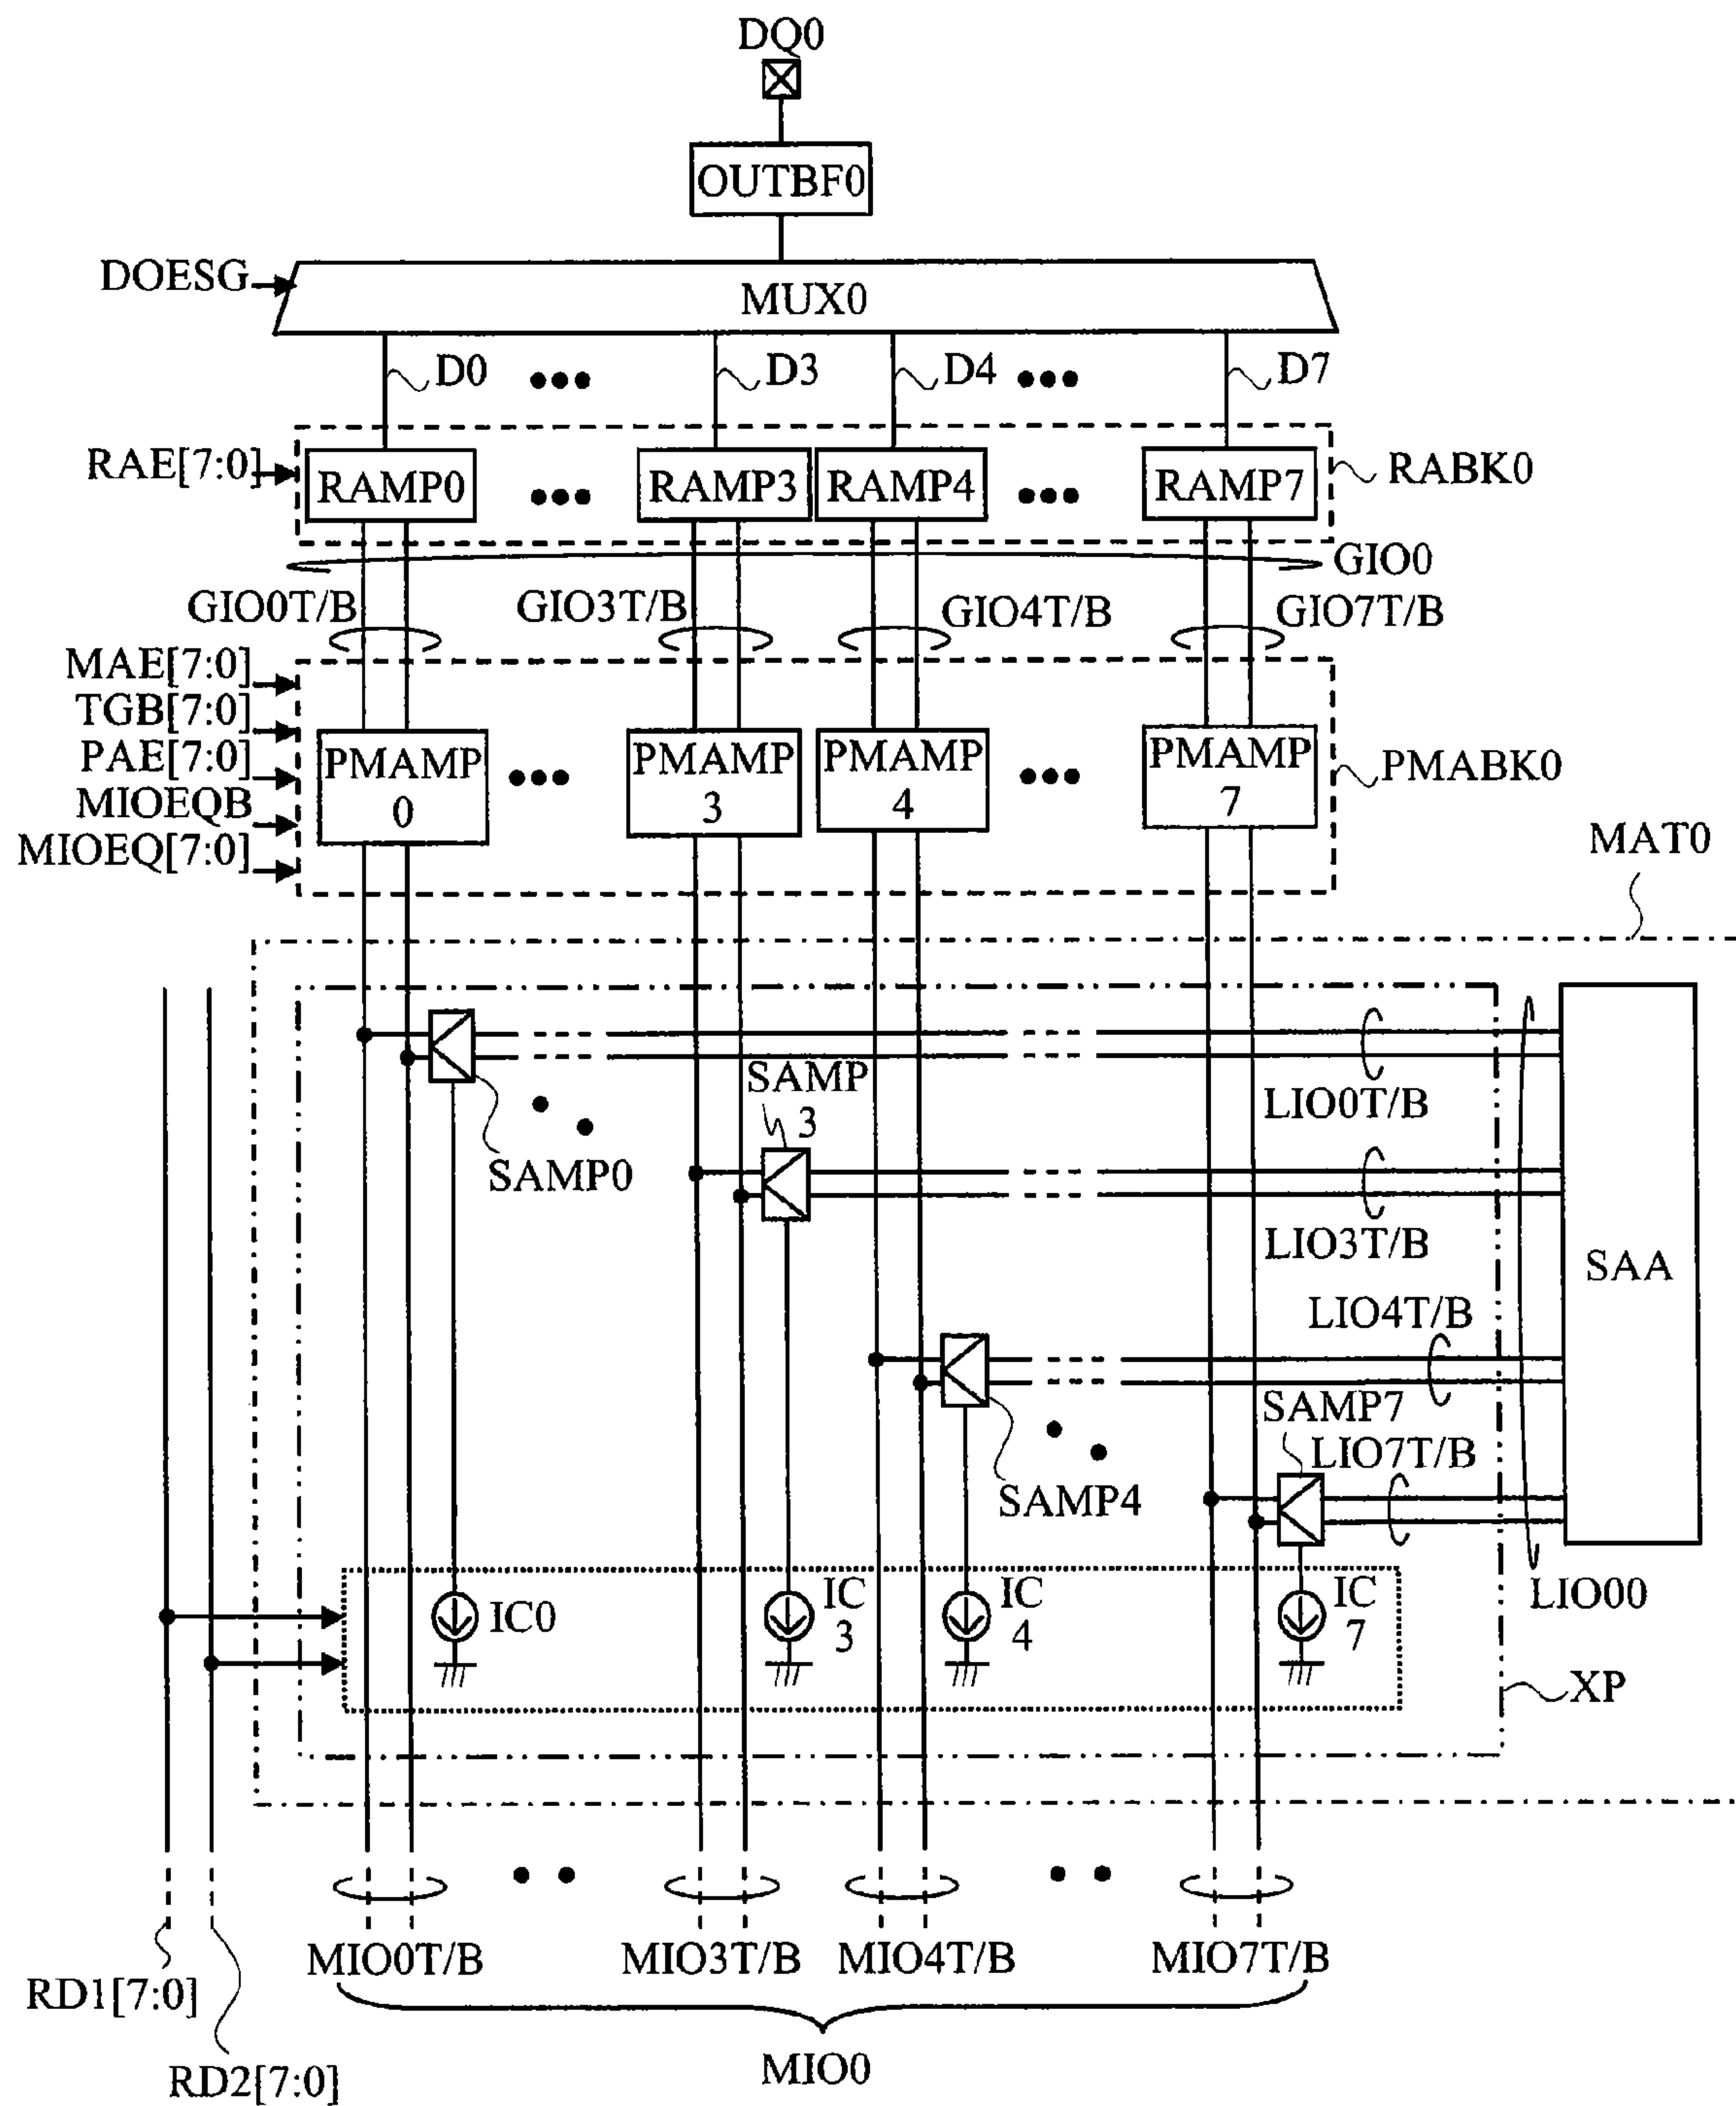 DQ0
OUTBF0
DOESG
MUX0
D0
D3
D4
D7
RAE[7:0]
RAMP0
RAMP3
RAMP4
RAMP7
RABK0
GIO0
GIO0T/B
GIO3T/B
GIO4T/B
GIO7T/B
MAE[7:0]
TGB[7:0]
PAE[7:0]
MIOEQB
MIOEQ[7:0]
PMAMP
0
PMAMP
3
PMAMP
4
PMAMP
7
PMABK0
MAT0
SAMP0
SAMP
3
LIO0T/B
LIO3T/B
SAA
LIO4T/B
SAMP7
LIO7T/B
SAMP4
IC0
IC
3
IC
4
IC
7
LIO00
XP
MIO0T/B
MIO3T/B
MIO4T/B
MIO7T/B
RD1[7:0]
RD2[7:0]
MIO0